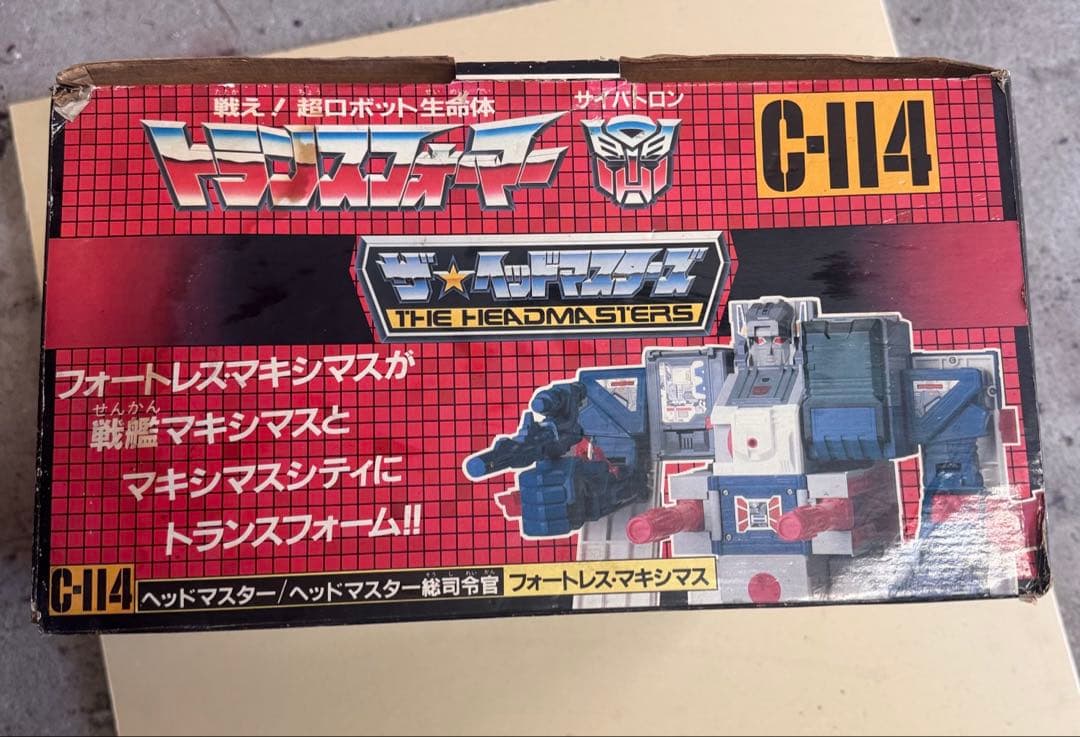 戦え!超ロボット生命体
サイバトロン
トランスフォーマー
C-114
ザ★ヘッドマスターズ
THE HEADMASTERS
フォートレスマキシマスが
せんかん
戦艦マキシマスと
マキシマスシティに
トランスフォーム!!
C-114
ヘッドマスター/ヘッドマスター総司令官 フォートレス・マキシマス